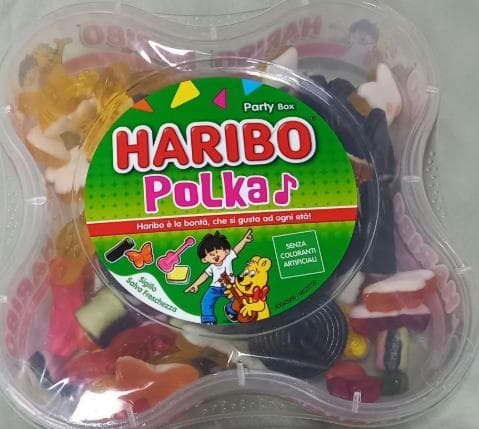 Party Box
HARIBO
Polka
Haribo è la bontà, che si gusta ad ogni età!
SENZA
COLORANTI
ARTIFICIALI
Sigillo
Salva Freschezza
HARIBO